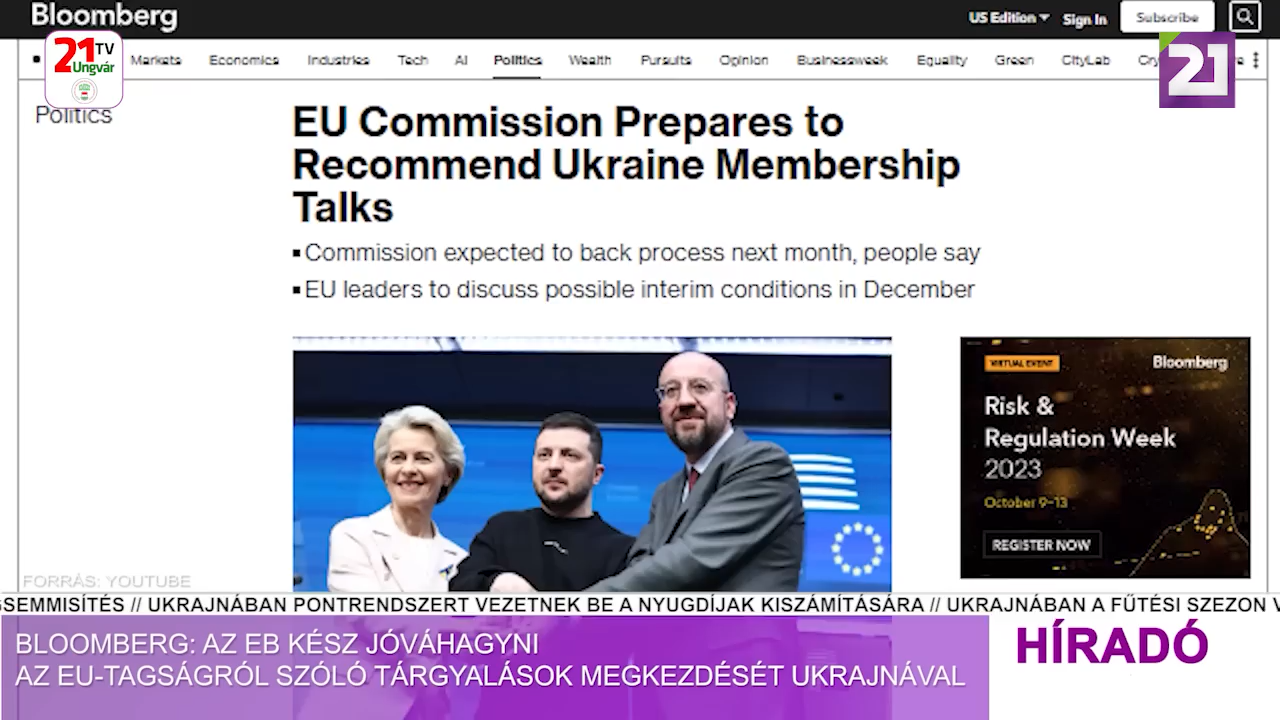 Bloomberg
US Edition
Sign In
Subscribe
21 TV
Ungvár
Markets Economics Industries Tech AI Politics Wealth Pursuits Opinion Businessweek Equality Green CityLab
21
Politics
EU Commission Prepares to
Recommend Ukraine Membership
Talks
Commission expected to back process next month, people say
EU leaders to discuss possible interim conditions in December
VIRTUAL EVENT
Bloomberg
Risk &
Regulation Week
2023
October 9-13
REGISTER NOW
FORRÁS: YOUTUBE
GSEMMISÍTÉS // UKRAJNÁBAN PONTRENDSZERT VEZETNEK BE A NYUGDÍJAK KISZÁMÍTÁSÁRA // UKRAJNÁBAN A FŰTÉSI SZEZON V
BLOOMBERG: AZ EB KÉSZ JÓVÁHAGYNI
AZ EU-TAGSÁGRÓL SZÓLÓ TÁRGYALÁSOK MEGKEZDÉSÉT UKRAJNÁVAL
HÍRADÓ